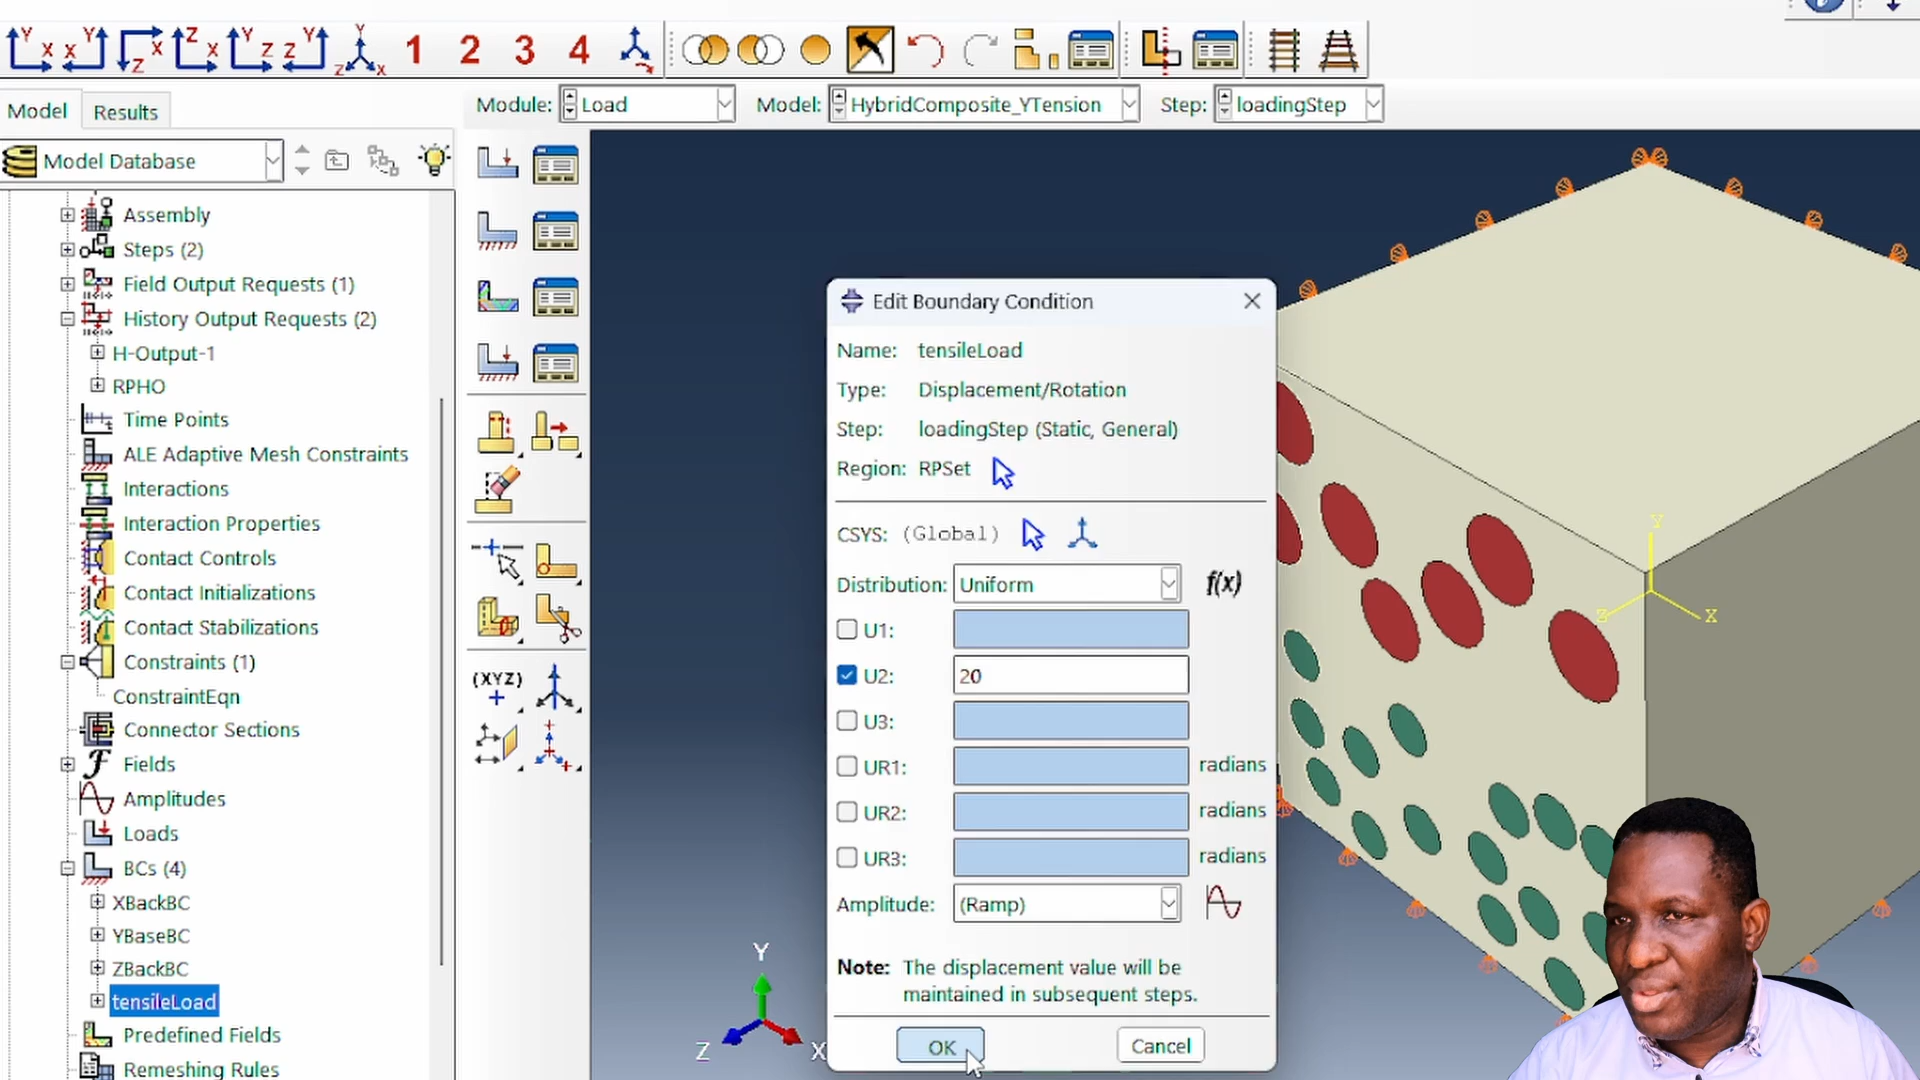 Y X X Y Z X Z X Y Z Z Y Y Z X 1 2 3 4
Model Results Module: Load Model: HybridComposite_YTension Step: loadingStep
Model Database
Assembly
Steps (2)
Field Output Requests (1)
History Output Requests (2)
H-Output-1
RPHO
Time Points
ALE Adaptive Mesh Constraints
Interactions
Interaction Properties
Contact Controls
Contact Initializations
Contact Stabilizations
Constraints (1)
ConstraintEqn
Connector Sections
Fields
Amplitudes
Loads
BCs (4)
XBackBC
YBaseBC
ZBackBC
tensileLoad
Predefined Fields
Remeshing Rules
(XYZ)
Edit Boundary Condition
Name: tensileLoad
Type: Displacement/Rotation
Step: loadingStep (Static, General)
Region: RPSet
CSYS: (Global)
Distribution: Uniform f(x)
U1:
U2: 20
U3:
UR1: radians
UR2: radians
UR3: radians
Amplitude: (Ramp)
Note: The displacement value will be
maintained in subsequent steps.
OK Cancel
Y
Z X
Y
Z X